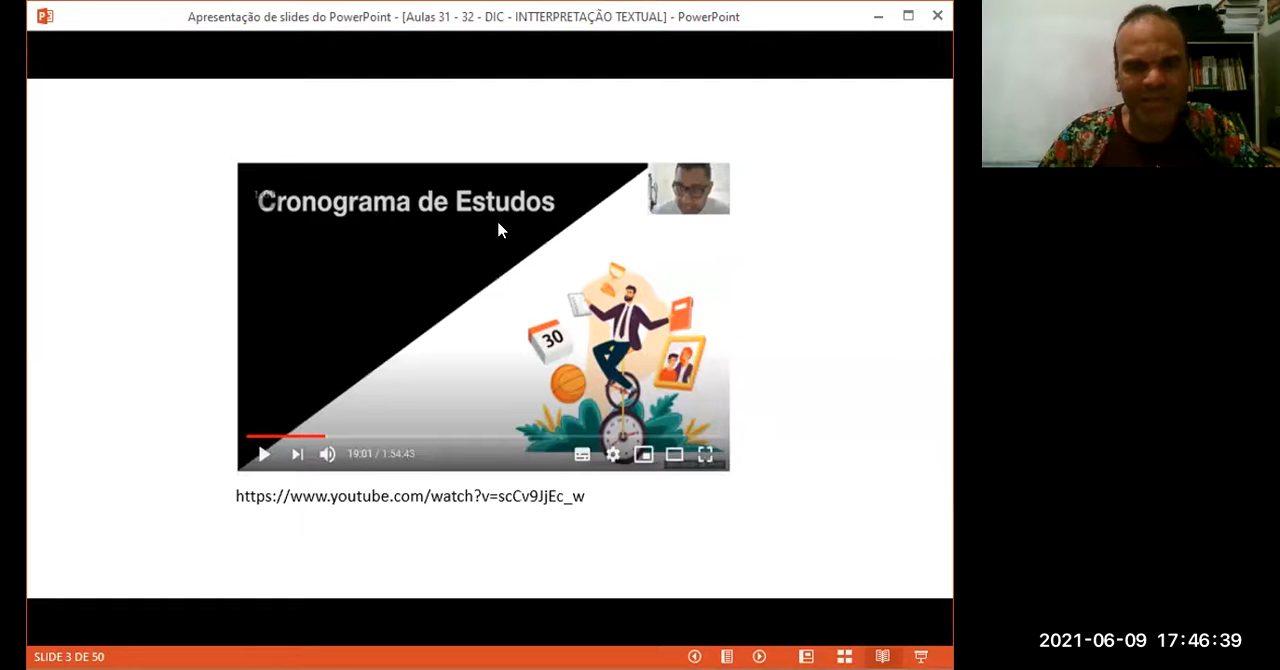 Apresentação de slides do PowerPoint - [Aulas 31 - 32 - DIC - INTTERPRETAÇÃO TEXTUAL] - PowerPoint
Cronograma de Estudos
30
19:01 / 1:54:43
https://www.youtube.com/watch?v=scCv9JjEc_w
SLIDE 3 DE 50
2021-06-09 17:46:39